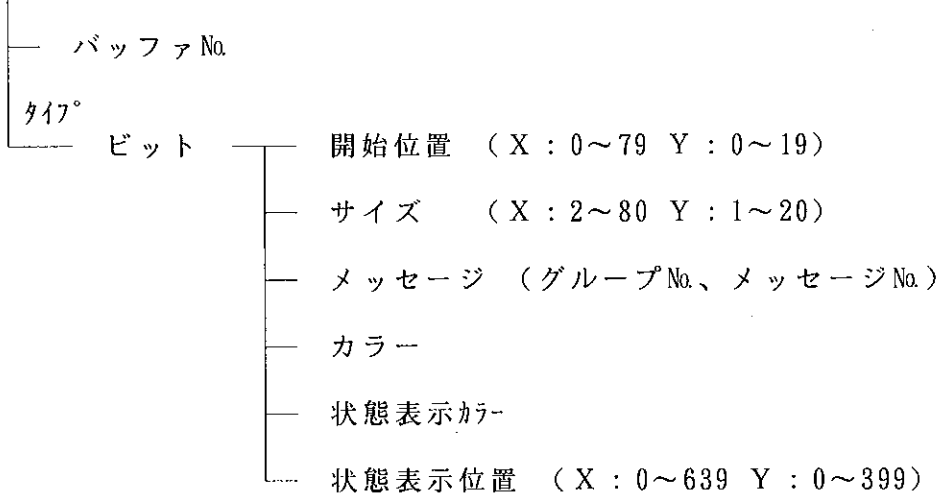 バッファ№
ﾀｲﾌﾟ
ビット 開始位置 （X：0～79 Y：0～19）
サイズ （X：2～80 Y：1～20）
メッセージ （グループ№、メッセージ№）
カラー
状態表示ｶﾗｰ
状態表示位置 （X：0～639 Y：0～399）